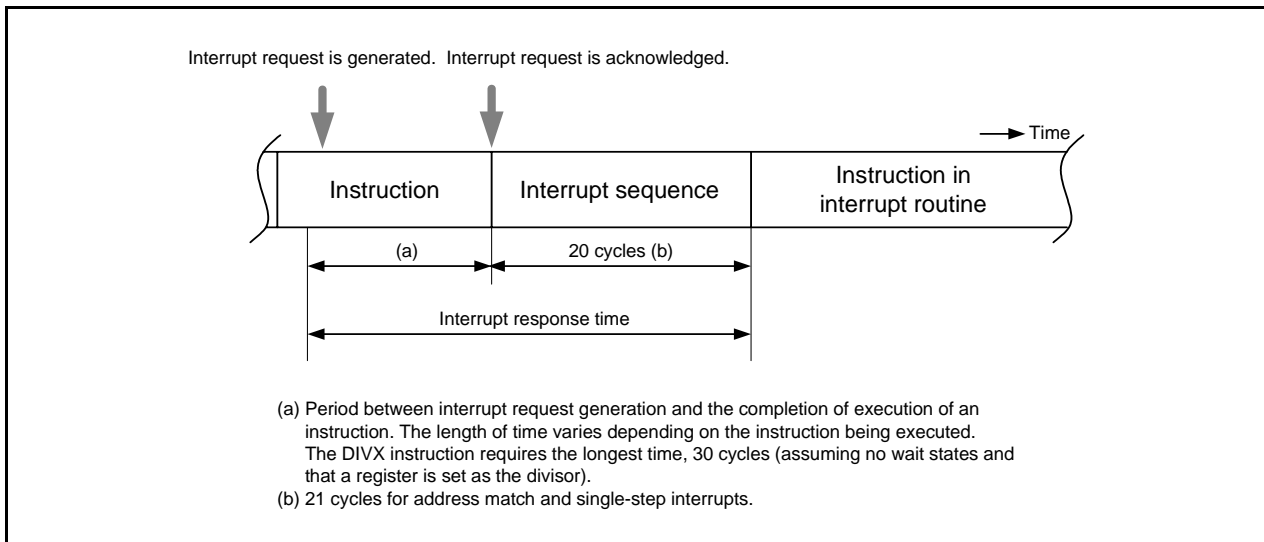 Interrupt request is generated. Interrupt request is acknowledged.
Time
Instruction
Interrupt sequence
Instruction in
interrupt routine
(a)
20 cycles (b)
Interrupt response time
(a) Period between interrupt request generation and the completion of execution of an
instruction. The length of time varies depending on the instruction being executed.
The DIVX instruction requires the longest time, 30 cycles (assuming no wait states and
that a register is set as the divisor).
(b) 21 cycles for address match and single-step interrupts.